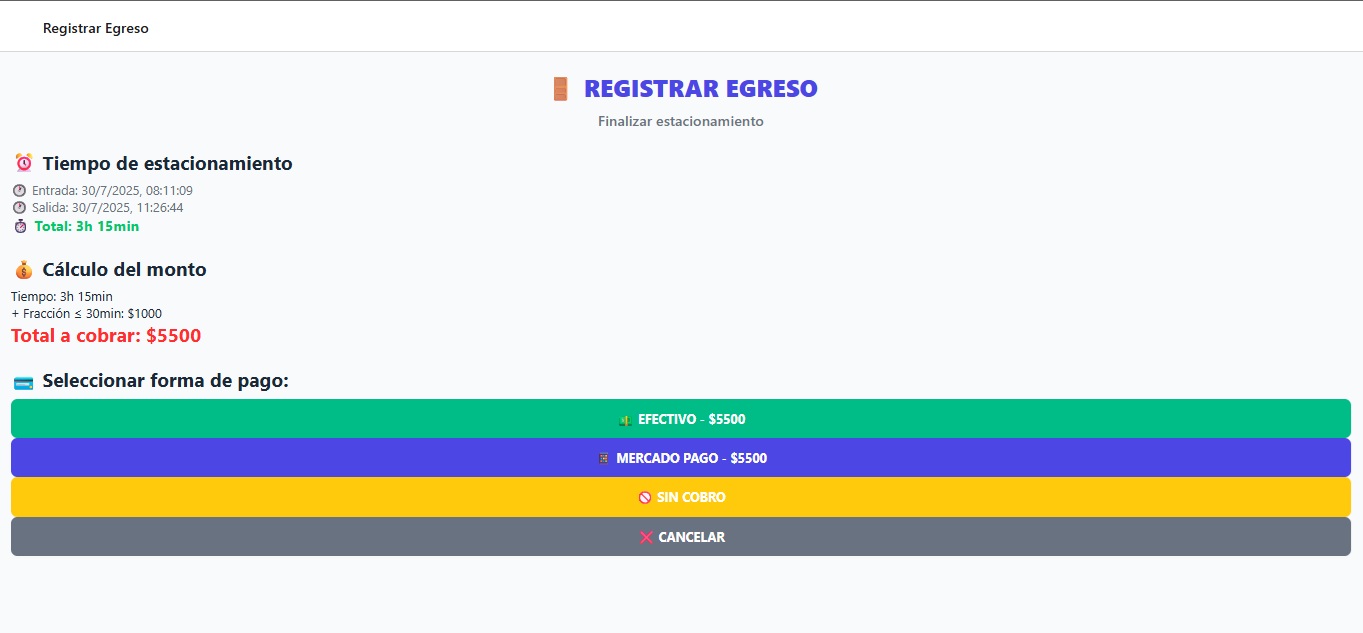 Registrar Egreso
REGISTRAR EGRESO
Finalizar estacionamiento
Tiempo de estacionamiento
Entrada: 30/7/2025, 08:11:09
Salida: 30/7/2025, 11:26:44
Total: 3h 15min
Cálculo del monto
Tiempo: 3h 15min
+ Fracción ≤ 30min: $1000
Total a cobrar: $5500
Seleccionar forma de pago:
EFECTIVO - $5500
MERCADO PAGO - $5500
SIN COBRO
CANCELAR